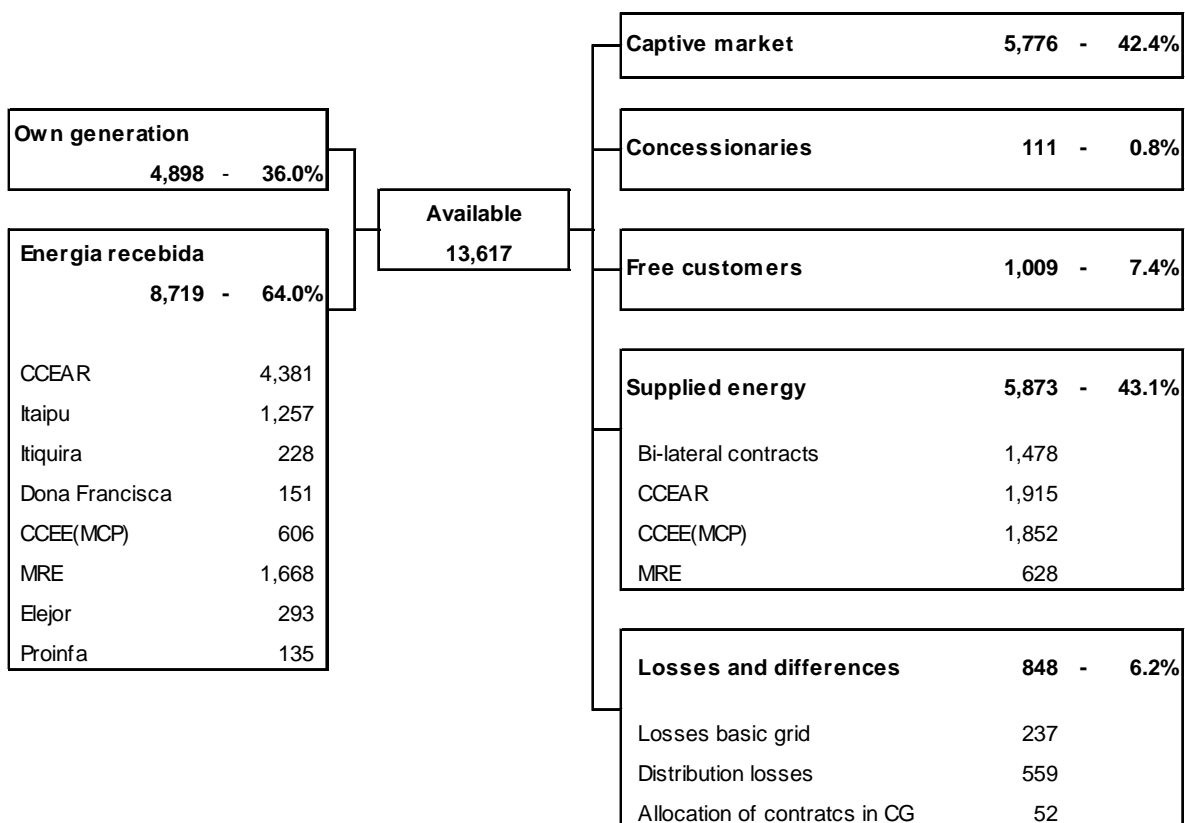 Own generation
4,898 - 36.0%
Energia recebida
8,719 - 64.0%
CCEAR 4,381
Itaipu 1,257
Itiquira 228
Dona Francisca 151
CCEE(MCP) 606
MRE 1,668
Elejor 293
Proinfa 135
Available
13,617
Captive market 5,776 - 42.4%
Concessionaries 111 - 0.8%
Free customers 1,009 - 7.4%
Supplied energy 5,873 - 43.1%
Bi-lateral contracts 1,478
CCEAR 1,915
CCEE(MCP) 1,852
MRE 628
Losses and differences 848 - 6.2%
Losses basic grid 237
Distribution losses 559
Allocation of contratcs in CG 52